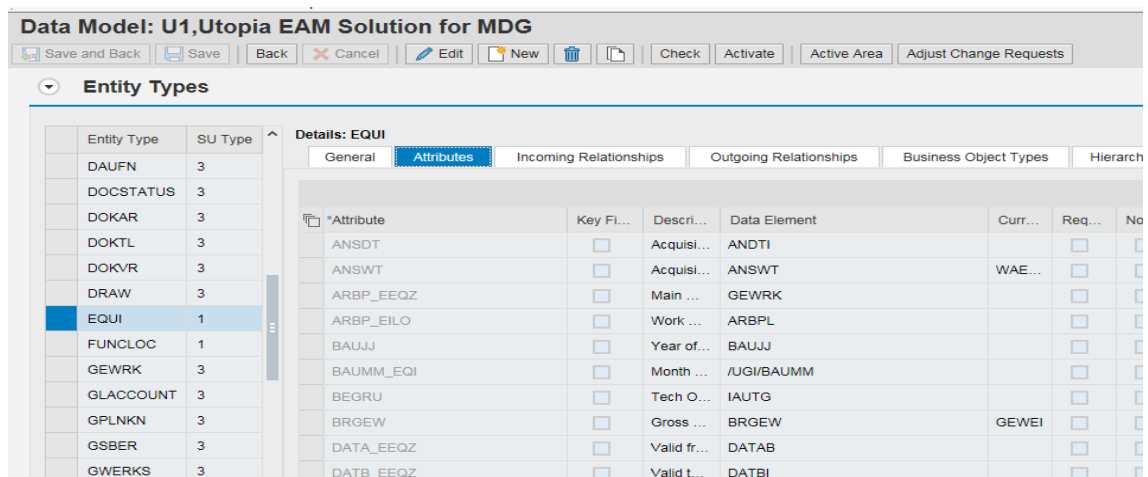 Data Model: U1,Utopia EAM Solution for MDG
Save and Back Save Back Cancel Edit New Check Activate Active Area Adjust Change Requests
Entity Types
Entity Type SU Type
DAUFN 3
DOCSTATUS 3
DOKAR 3
DOKTL 3
DOKVR 3
DRAW 3
EQUI 1
FUNCLOC 1
GEWRK 3
GLACCOUNT 3
GPLNKN 3
GSBER 3
GWERKS 3
Details: EQUI
General Attributes Incoming Relationships Outgoing Relationships Business Object Types Hierarch
*Attribute Key Fi... Descri... Data Element Curr... Req... No
ANSDT Acquisi... ANDTI
ANSWT Acquisi... ANSWT WAE...
ARBP_EEQZ Main ... GEWRK
ARBP_EILO Work ... ARBPL
BAUJJ Year of... BAUJJ
BAUMM_EQI Month ... /UGI/BAUMM
BEGRU Tech O... IAUTG
BRGEW Gross ... BRGEW GEWEI
DATA_EEQZ Valid fr... DATAB
DATB_EEQZ Valid t... DATBI